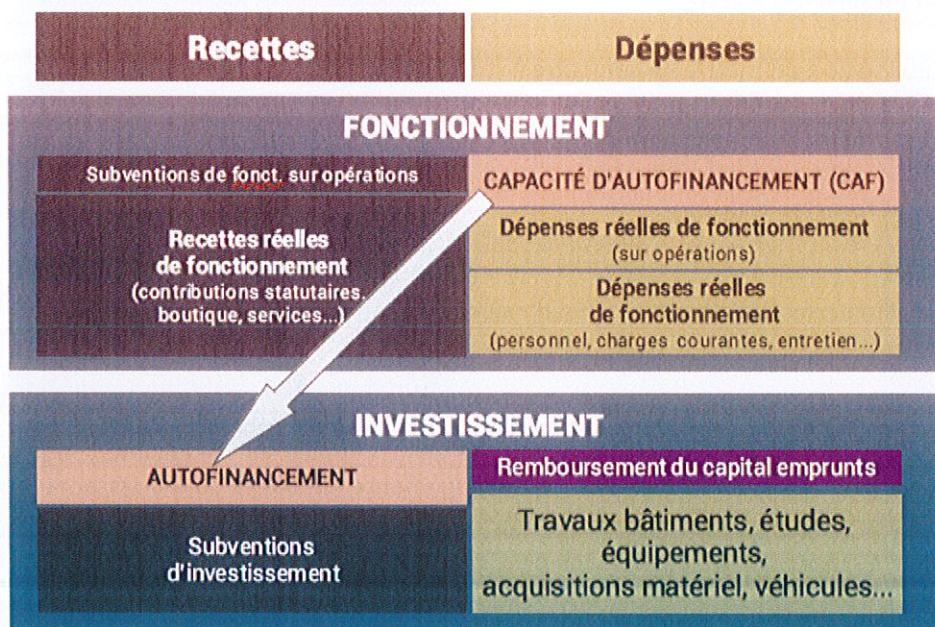 Recettes
Dépenses
FONCTIONNEMENT
Subventions de fonct. sur opérations
CAPACITÉ D'AUTOFINANCEMENT (CAF)
Recettes réelles
de fonctionnement
(contributions statutaires,
boutique, services...)
Dépenses réelles de fonctionnement
(sur opérations)
Dépenses réelles
de fonctionnement
(personnel, charges courantes, entretien...)
INVESTISSEMENT
AUTOFINANCEMENT
Subventions
d'investissement
Remboursement du capital emprunts
Travaux bâtiments, études,
équipements,
acquisitions matériel, véhicules...